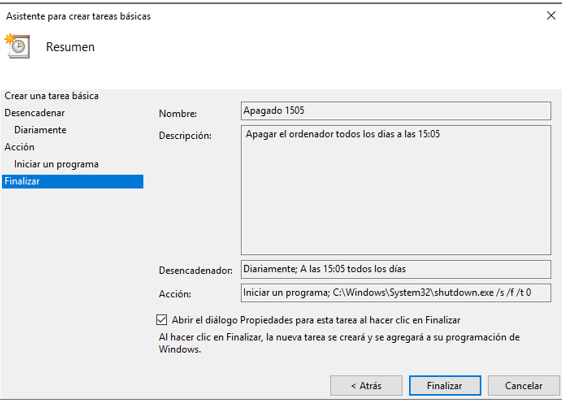 Asistente para crear tareas básicas
Resumen
Crear una tarea básica
Desencadenar
Diariamente
Acción
Iniciar un programa
Finalizar
Nombre: Apagado 1505
Descripción: Apagar el ordenador todos los dias a las 15:05
Desencadenador: Diariamente; A las 15:05 todos los días
Acción: Iniciar un programa; C:\Windows\System32\shutdown.exe /s /f /t 0
Abrir el diálogo Propiedades para esta tarea al hacer clic en Finalizar
Al hacer clic en Finalizar, la nueva tarea se creará y se agregará a su programación de
Windows.
< Atrás Finalizar Cancelar